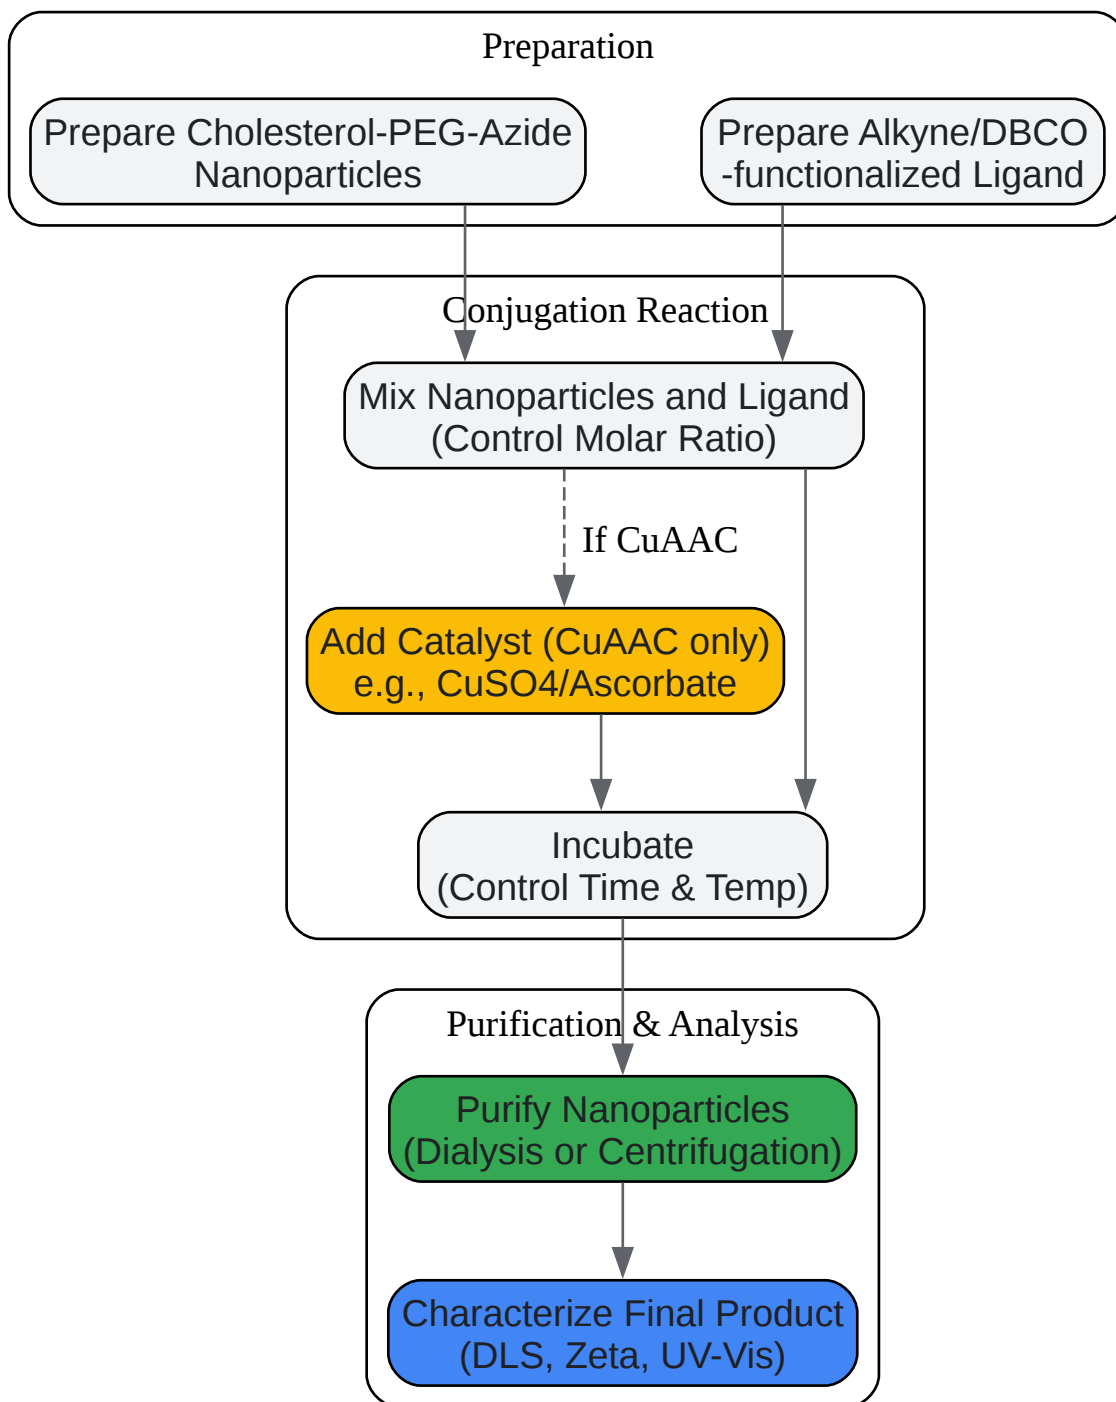 Preparation
Prepare Cholesterol-PEG-Azide
Nanoparticles
Prepare Alkyne/DBCO
-functionalized Ligand
Conjugation Reaction
Mix Nanoparticles and Ligand
(Control Molar Ratio)
If CuAAC
Add Catalyst (CuAAC only)
e.g., CuSO4/Ascorbate
Incubate
(Control Time & Temp)
Purification & Analysis
Purify Nanoparticles
(Dialysis or Centrifugation)
Characterize Final Product
(DLS, Zeta, UV-Vis)